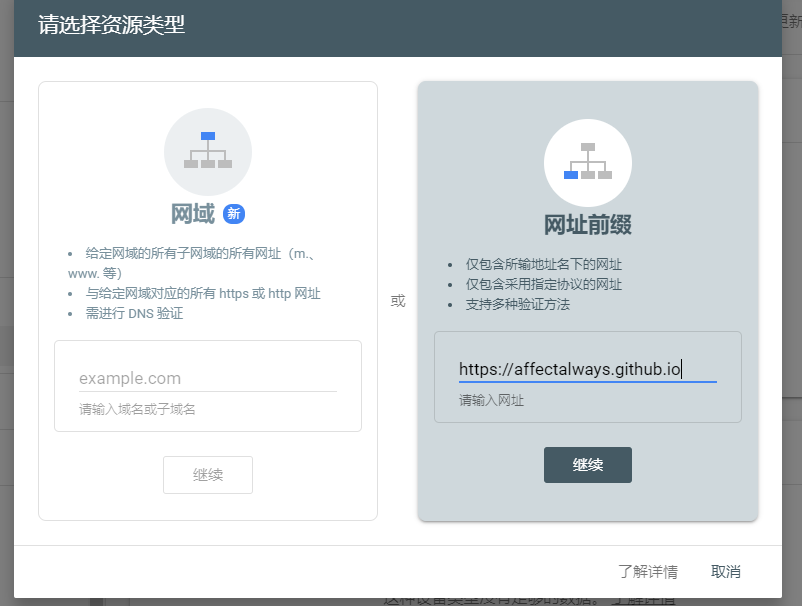 请选择资源类型
更新
网域 新
给定网域的所有子网域的所有网址（m.、
www. 等）
与给定网域对应的所有 https 或 http 网址
需进行 DNS 验证
example.com
请输入域名或子域名
继续
或
网址前缀
仅包含所输地址名下的网址
仅包含采用指定协议的网址
支持多种验证方法
https://affectalways.github.io
请输入网址
继续
了解详情
取消